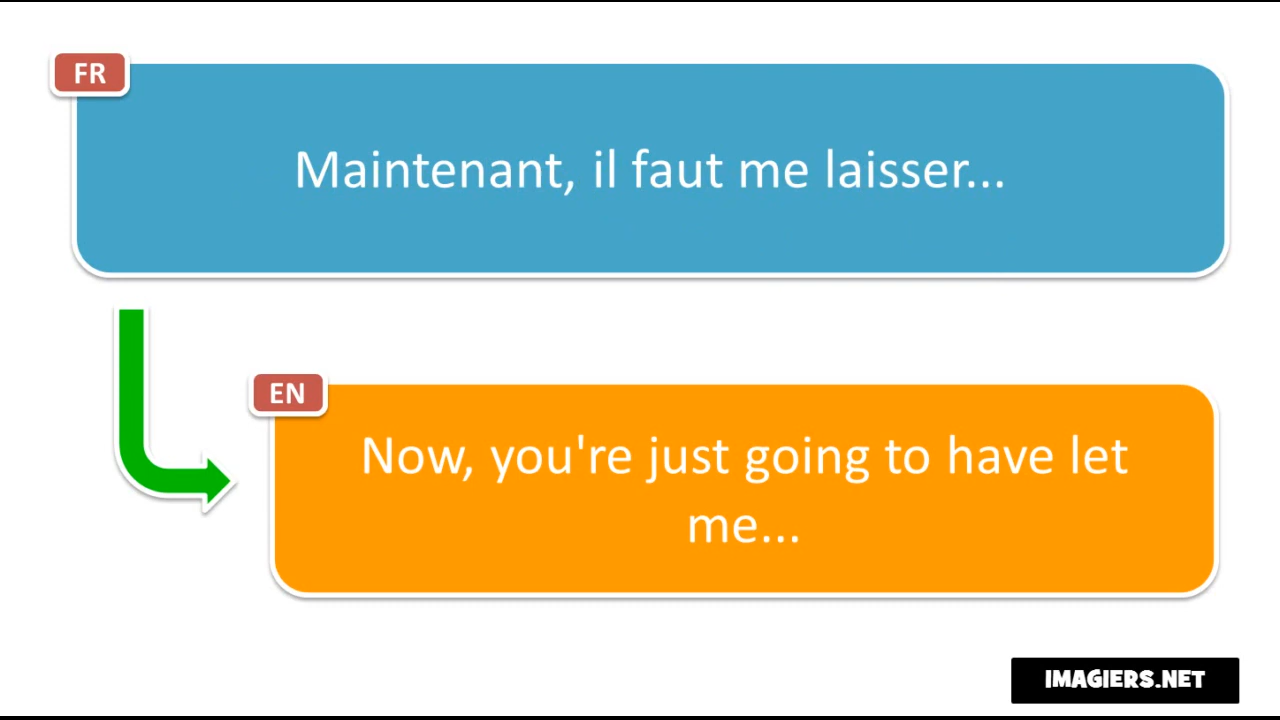 FR
Maintenant, il faut me laisser...
EN
Now, you're just going to have let
me...
IMAGIERS.NET